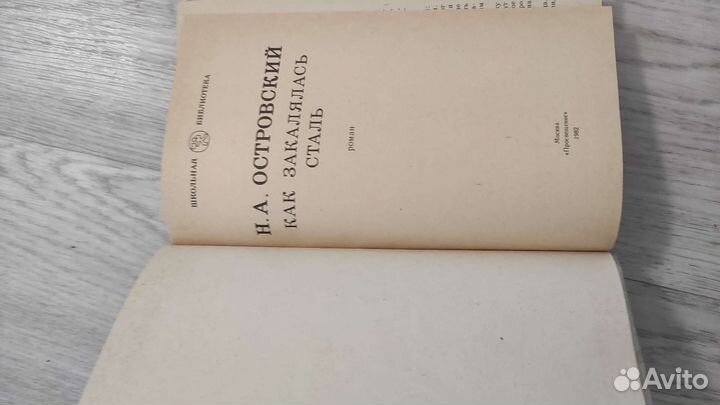 ШКОЛЬНАЯ БИБЛИОТЕКА
Н. А. ОСТРОВСКИЙ
КАК ЗАКАЛЯЛАСЬ
СТАЛЬ
роман
Москва
«Просвещение»
1982
Avito